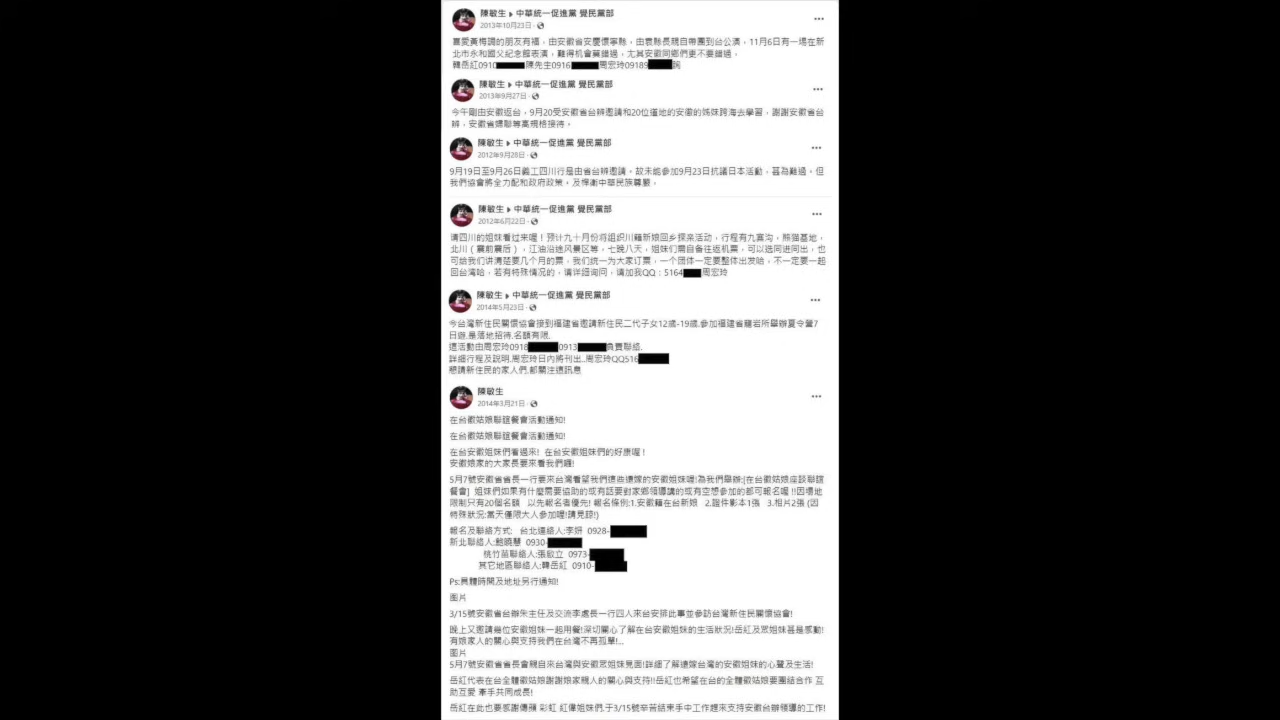 陳敏生 ▸ 中華統一促進黨 覺民黨部
2013年10月23日 ·
喜愛黃梅調的朋友有福，由安徽省安慶懷寧縣，由袁縣長親自帶團到台公演，11月6日有一場在新
北市永和國父紀念館表演，難得機會莫錯過，尤其安徽同鄉們更不要錯過，
韓岳紅0910 陳先生0916 周宏玲09189
陳敏生 ▸ 中華統一促進黨 覺民黨部
2013年9月27日 ·
今午剛由安徽返台，9月20受安徽省台辨邀請和20位道地的安徽的姊妹跨海去學習，謝謝安徽省台
辨，安徽省婦聯等高規格接待。
陳敏生 ▸ 中華統一促進黨 覺民黨部
2012年9月28日 ·
9月19日至9月26日義工四川行是由省台辨邀請。故未能參加9月23日抗議日本活動，甚為難過，但
我們協會將全力配和政府政策，及桿衛中華民族尊嚴，
陳敏生 ▸ 中華統一促進黨 覺民黨部
2012年6月22日 ·
请四川的姐妹看过来喔！预计九十月份将组织川籍新娘回乡探亲活动，行程有九寨沟，熊猫基地，
北川（震前震后），江油沿途风景区等，七晚八天，姐妹们需自备往返机票，可以选同进同出，也
可给我们讲清楚要几个月的票，我们统一为大家订票，一个团体一定要整体出发哈，不一定要一起
回台湾哈，若有特殊情况的，请详細询问，请加我QQ：5164 周宏玲
陳敏生 ▸ 中華統一促進黨 覺民黨部
2014年5月23日 ·
今台灣新住民關懷協會接到福建省邀請新住民二代子女12歲-19歲,參加福建省龍岩所舉辦夏令營7
日遊,是落地招待,名額有限,
這活動由周宏玲0918 0913 負責聯絡,
詳細行程及說明,周宏玲日內將刊出,,周宏玲QQ516
懇請新住民的家人們,都關注這訊息
陳敏生
2014年3月21日 ·
在台徽姑娘聯誼餐會活動通知!
在台徽姑娘聯誼餐會活動通知!
在台安徽姐妹們看過來! 在台安徽姐妹們的好康喔！
安徽娘家的大家長要來看我們囉!
5月7號安徽省省長一行要來台灣看望我們這些遠嫁的安徽姐妹喔!為我們舉辦:[在台徽姑娘座談聯誼
餐會] 姐妹們如果有什麼需要協助的或有話要對家鄉領導講的或有空想參加的都可報名喔 !!因場地
限制只有20個名額 以先報名者優先! 報名條例:1.安徽籍在台新娘 2.證件影本1張 3.相片2張 (因
特殊狀況;當天僅限大人參加喔!請見諒!)
報名及聯絡方式: 台北連絡人:李妍 0928-
新北聯絡人:鮑曉慧 0930-
桃竹苗聯絡人:張啟立 0973-
其它地區聯絡人:韓岳紅 0910-
Ps:具體時間及地址另行通知!
图片
3/15號安徽省台辦朱主任及交流李處長一行四人來台安排此事並參訪台灣新住民關懷協會!
晚上又邀請幾位安徽姐妹一起用餐!深切關心了解在台安徽姐妹的生活狀況!岳紅及眾姐妹甚是感動!
有娘家人的關心與支持我們在台灣不再孤單!...
图片
5月7號安徽省省長會親自來台灣與安徽眾姐妹見面!詳細了解遠嫁台灣的安徽姐妹的心聲及生活!
岳紅代表在台全體徽姑娘謝謝娘家親人的關心與支持!!岳紅也希望在台的全體徽姑娘要團結合作 互
助互愛 牽手共同成長!
岳紅在此也要感謝傳蘋 彩虹 紅偉姐妹們,于3/15號辛苦結束手中工作趕來支持安徽台辦領導的工作!